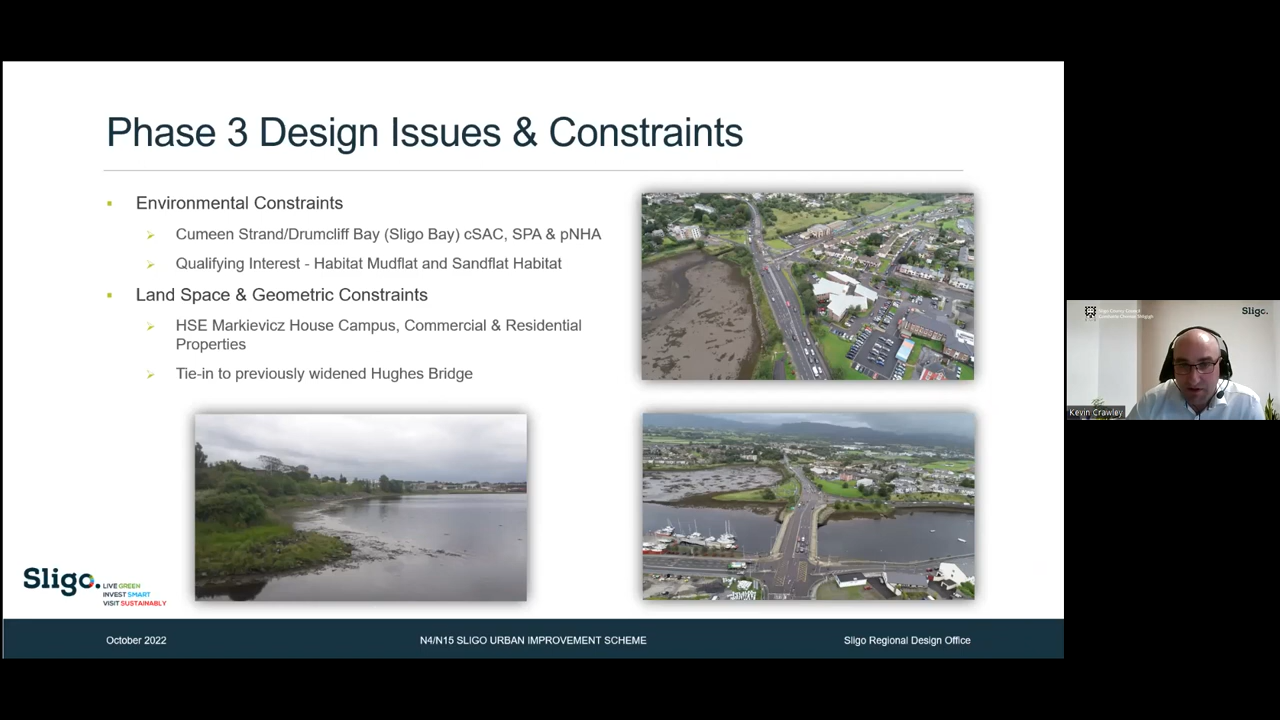 Phase 3 Design Issues & Constraints
Environmental Constraints
Cumeen Strand/Drumcliff Bay (Sligo Bay) cSAC, SPA & pNHA
Qualifying Interest - Habitat Mudflat and Sandflat Habitat
Land Space & Geometric Constraints
HSE Markievicz House Campus, Commercial & Residential
Properties
Tie-in to previously widened Hughes Bridge
Sligo.
LIVE GREEN
INVEST SMART
VISIT SUSTAINABLY
October 2022
N4/N15 SLIGO URBAN IMPROVEMENT SCHEME
Sligo Regional Design Office
Sligo County Council
Sligo.
Kevin Crawley